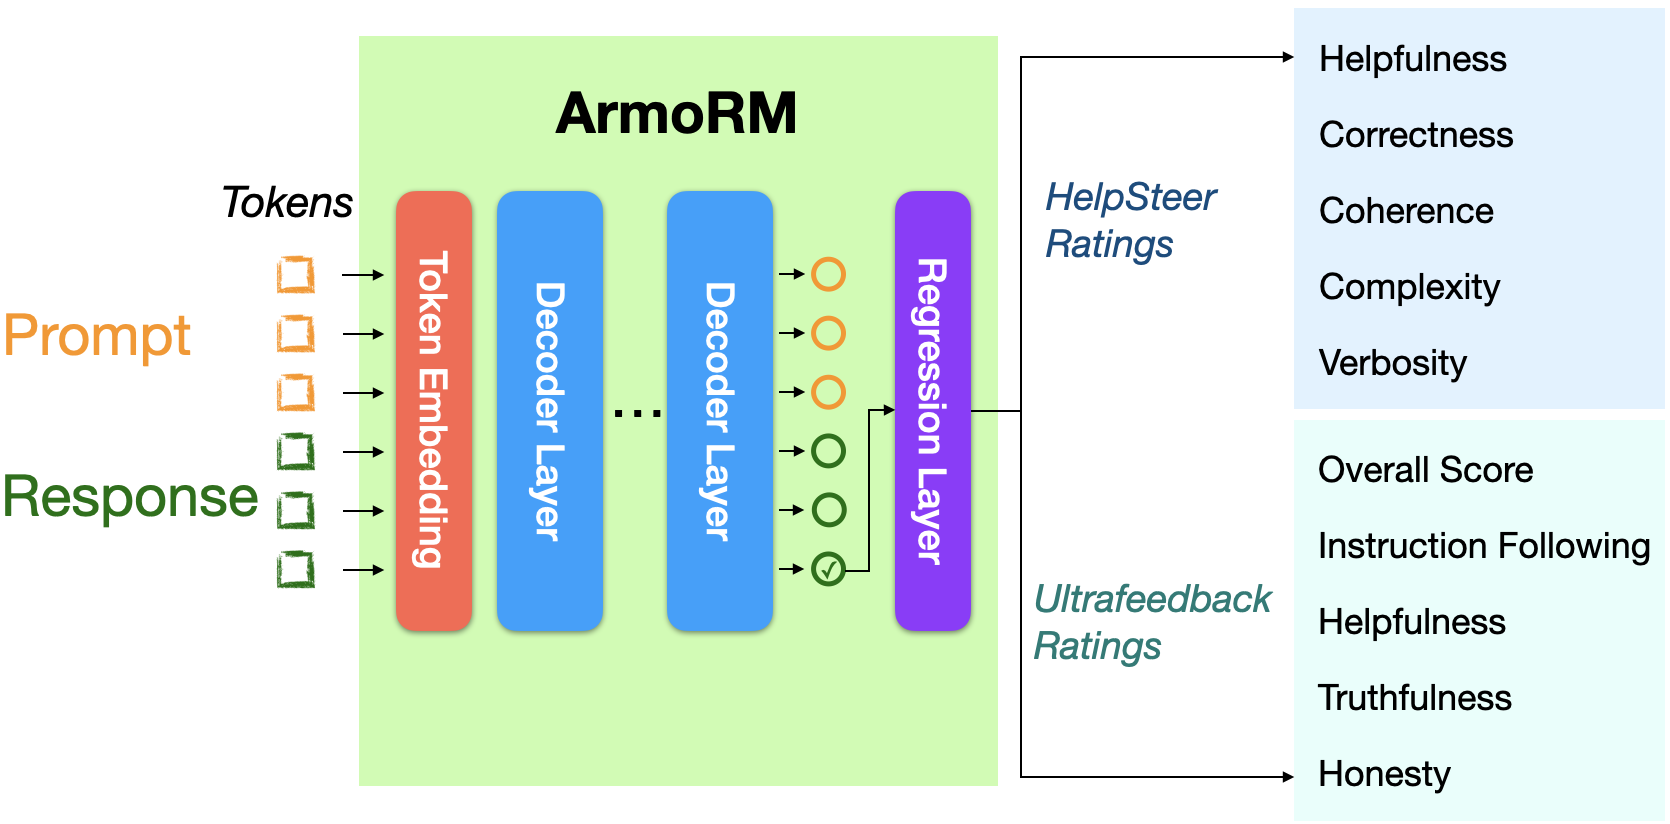 ArmoRM
Tokens
Prompt
Response
Token Embedding
Decoder Layer
...
Decoder Layer
Regression Layer
HelpSteer
Ratings
Ultrafeedback
Ratings
Helpfulness
Correctness
Coherence
Complexity
Verbosity
Overall Score
Instruction Following
Helpfulness
Truthfulness
Honesty